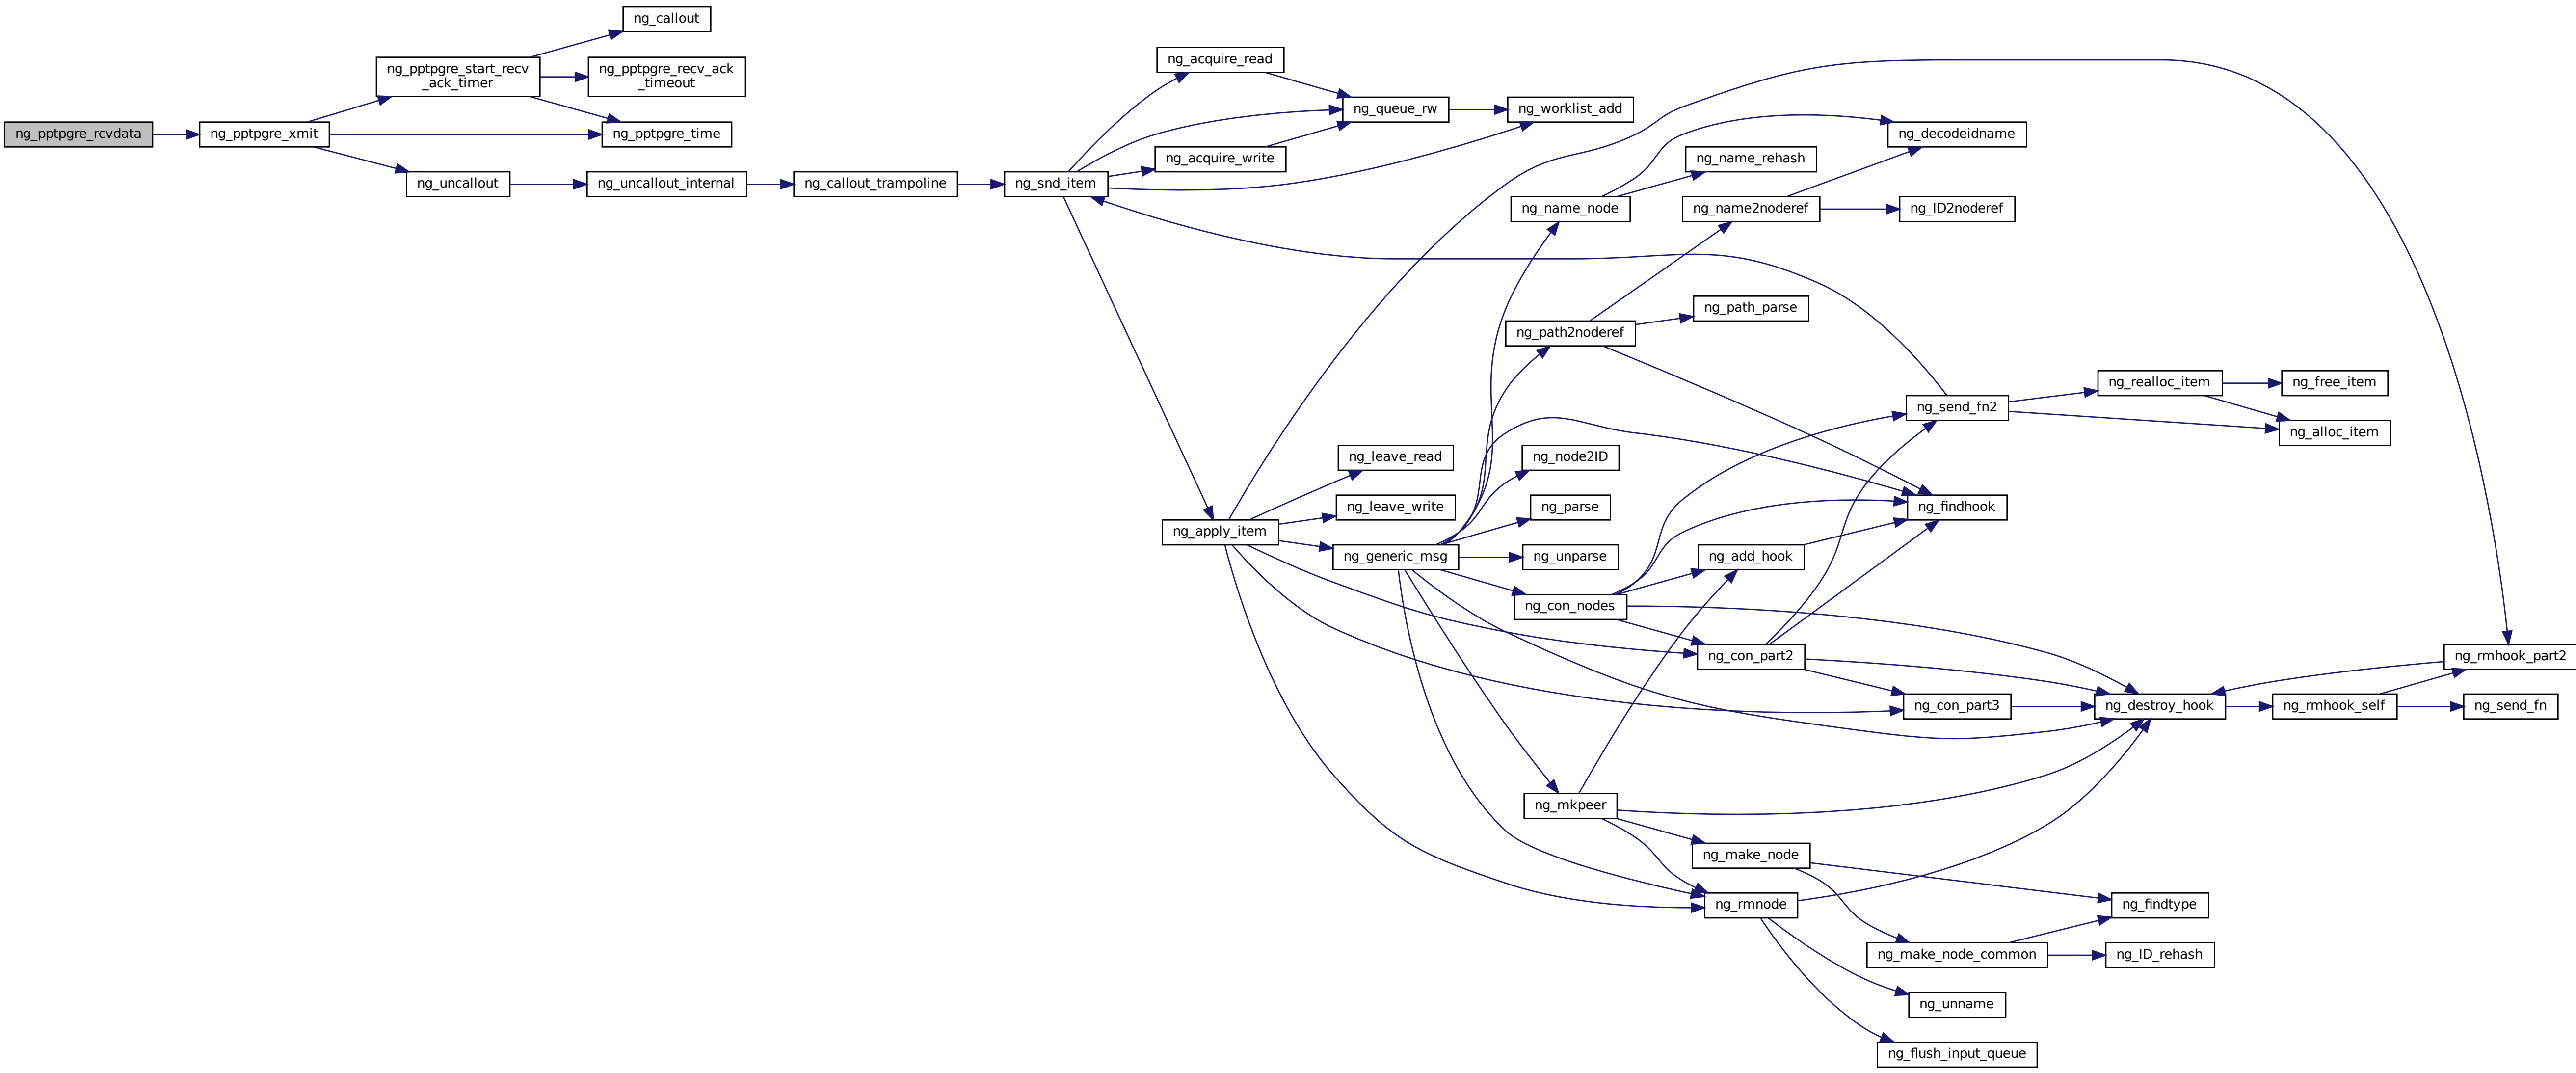 ng_pptpgre_rcvdata
ng_pptpgre_xmit
ng_pptpgre_start_recv
_ack_timer
ng_callout
ng_pptpgre_recv_ack
_timeout
ng_pptpgre_time
ng_uncallout
ng_uncallout_internal
ng_callout_trampoline
ng_snd_item
ng_acquire_read
ng_acquire_write
ng_queue_rw
ng_worklist_add
ng_apply_item
ng_leave_read
ng_leave_write
ng_generic_msg
ng_name_node
ng_path2noderef
ng_node2ID
ng_parse
ng_unparse
ng_con_nodes
ng_mkpeer
ng_name_rehash
ng_name2noderef
ng_path_parse
ng_add_hook
ng_con_part2
ng_make_node
ng_rmnode
ng_decodeidname
ng_ID2noderef
ng_send_fn2
ng_findhook
ng_con_part3
ng_make_node_common
ng_unname
ng_flush_input_queue
ng_realloc_item
ng_destroy_hook
ng_findtype
ng_ID_rehash
ng_free_item
ng_alloc_item
ng_rmhook_self
ng_rmhook_part2
ng_send_fn